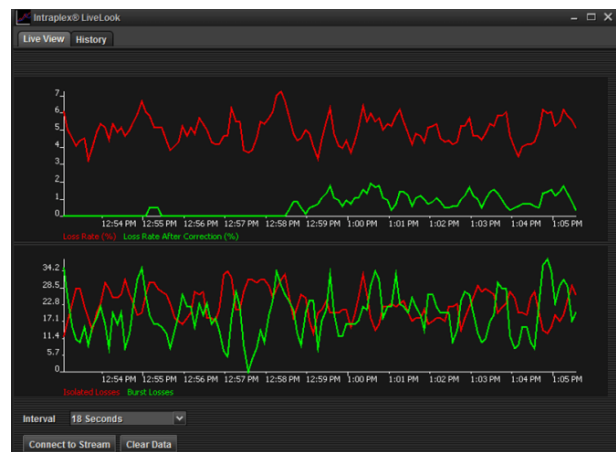 Intraplex® LiveLook
Live View History
7
6
5
4
3
2
1
0
12:54 PM 12:55 PM 12:56 PM 12:57 PM 12:58 PM 12:59 PM 1:00 PM 1:01 PM 1:02 PM 1:03 PM 1:04 PM 1:05 PM
Loss Rate (%) Loss Rate After Correction (%)
34.2
28.5
22.8
17.1
11.4
5.7
0
12:54 PM 12:55 PM 12:56 PM 12:57 PM 12:58 PM 12:59 PM 1:00 PM 1:01 PM 1:02 PM 1:03 PM 1:04 PM 1:05 PM
Isolated Losses Burst Losses
Interval 18 Seconds
Connect to Stream Clear Data